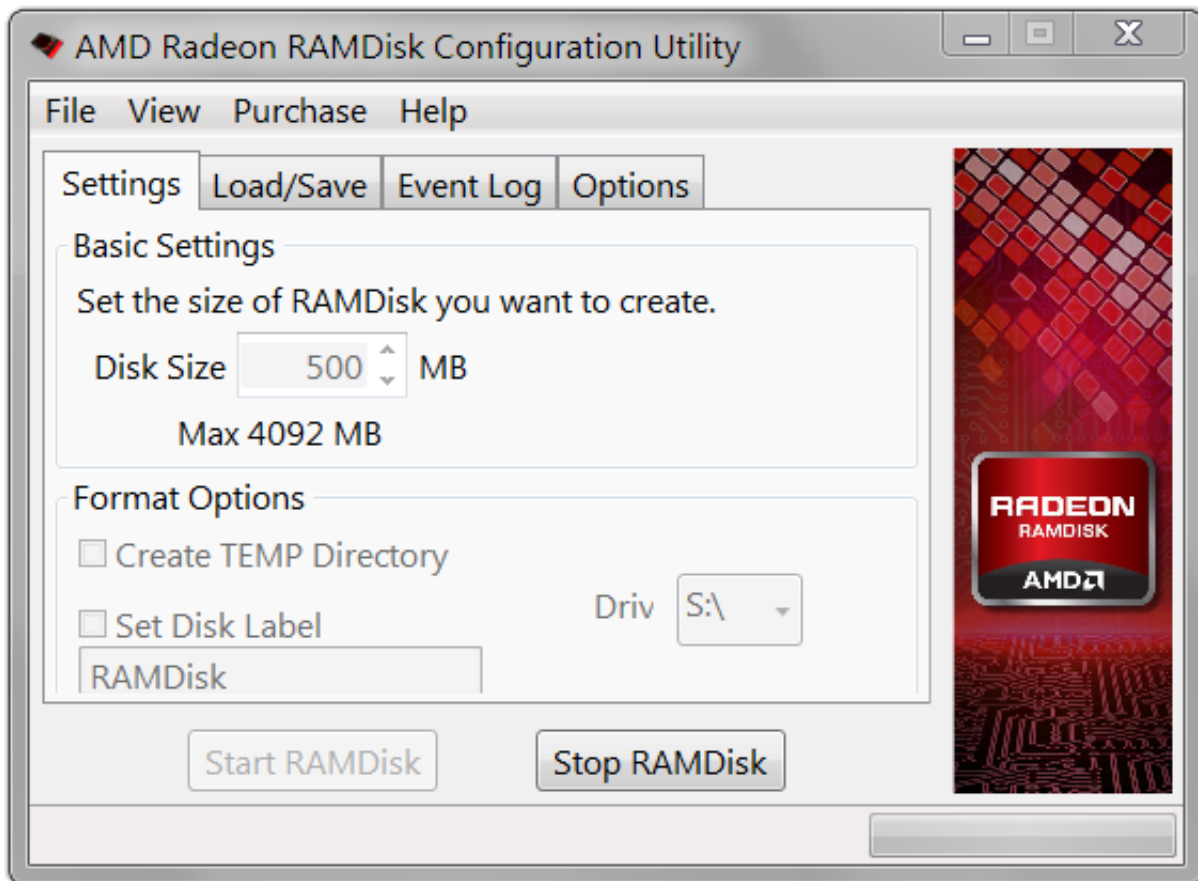 AMD Radeon RAMDisk Configuration Utility
File View Purchase Help
Settings Load/Save Event Log Options
Basic Settings
Set the size of RAMDisk you want to create.
Disk Size 500 MB
Max 4092 MB
Format Options
Create TEMP Directory
Set Disk Label
Driv S:\
RAMDisk
Start RAMDisk Stop RAMDisk
RADEON
RAMDISK
AMD